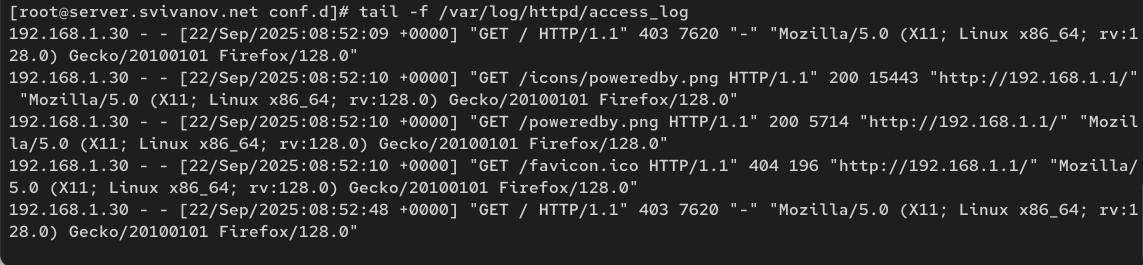 [root@server.svivanov.net conf.d]# tail -f /var/log/httpd/access_log
192.168.1.30 - - [22/Sep/2025:08:52:09 +0000] "GET / HTTP/1.1" 403 7620 "-" "Mozilla/5.0 (X11; Linux x86_64; rv:1
28.0) Gecko/20100101 Firefox/128.0"
192.168.1.30 - - [22/Sep/2025:08:52:10 +0000] "GET /icons/poweredby.png HTTP/1.1" 200 15443 "http://192.168.1.1/"
 "Mozilla/5.0 (X11; Linux x86_64; rv:128.0) Gecko/20100101 Firefox/128.0"
192.168.1.30 - - [22/Sep/2025:08:52:10 +0000] "GET /poweredby.png HTTP/1.1" 200 5714 "http://192.168.1.1/" "Mozil
la/5.0 (X11; Linux x86_64; rv:128.0) Gecko/20100101 Firefox/128.0"
192.168.1.30 - - [22/Sep/2025:08:52:10 +0000] "GET /favicon.ico HTTP/1.1" 404 196 "http://192.168.1.1/" "Mozilla/
5.0 (X11; Linux x86_64; rv:128.0) Gecko/20100101 Firefox/128.0"
192.168.1.30 - - [22/Sep/2025:08:52:48 +0000] "GET / HTTP/1.1" 403 7620 "-" "Mozilla/5.0 (X11; Linux x86_64; rv:1
28.0) Gecko/20100101 Firefox/128.0"